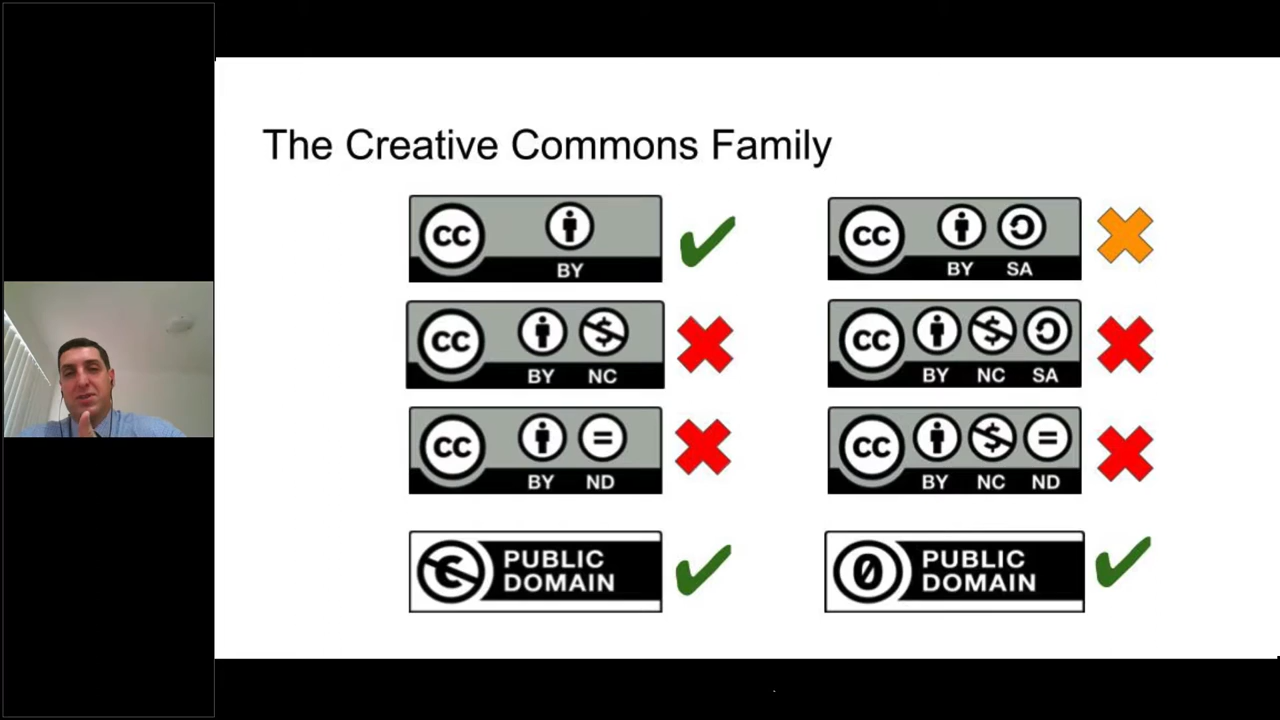 The Creative Commons Family
CC
BY
CC
BY SA
CC
BY NC
CC
BY NC SA
CC
BY ND
CC
BY NC ND
PUBLIC
DOMAIN
0 PUBLIC
DOMAIN